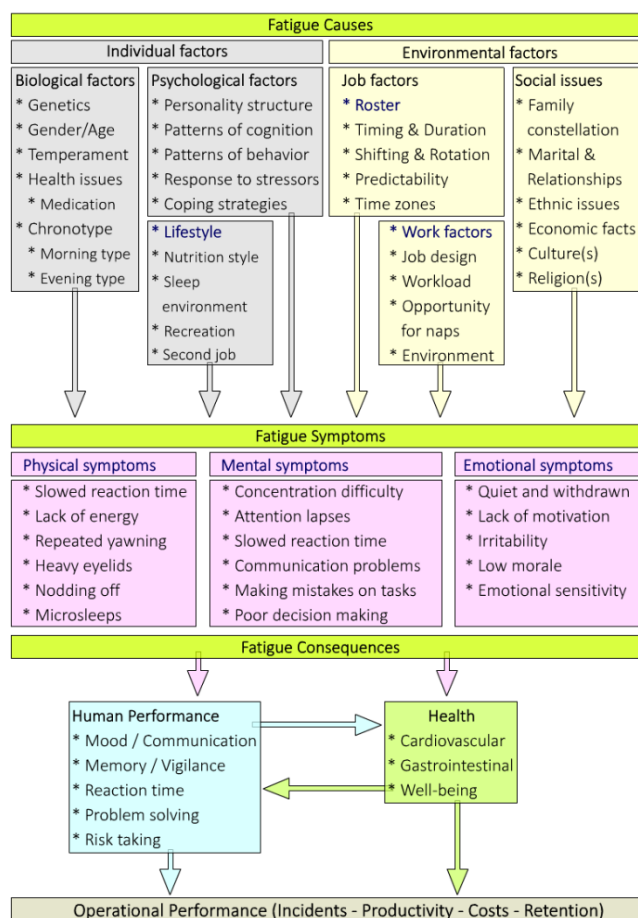 Fatigue Causes
Individual factors
Environmental factors
Biological factors
* Genetics
* Gender/Age
* Temperament
* Health issues
* Medication
* Chronotype
* Morning type
* Evening type
Psychological factors
* Personality structure
* Patterns of cognition
* Patterns of behavior
* Response to stressors
* Coping strategies
* Lifestyle
* Nutrition style
* Sleep
environment
* Recreation
* Second job
Job factors
* Roster
* Timing & Duration
* Shifting & Rotation
* Predictability
* Time zones
* Work factors
* Job design
* Workload
* Opportunity
for naps
* Environment
Social issues
* Family
constellation
* Marital &
Relationships
* Ethnic issues
* Economic facts
* Culture(s)
* Religion(s)
Fatigue Symptoms
Physical symptoms
* Slowed reaction time
* Lack of energy
* Repeated yawning
* Heavy eyelids
* Nodding off
* Microsleeps
Mental symptoms
* Concentration difficulty
* Attention lapses
* Slowed reaction time
* Communication problems
* Making mistakes on tasks
* Poor decision making
Emotional symptoms
* Quiet and withdrawn
* Lack of motivation
* Irritability
* Low morale
* Emotional sensitivity
Fatigue Consequences
Human Performance
* Mood / Communication
* Memory / Vigilance
* Reaction time
* Problem solving
* Risk taking
Health
* Cardiovascular
* Gastrointestinal
* Well-being
Operational Performance (Incidents - Productivity - Costs - Retention)